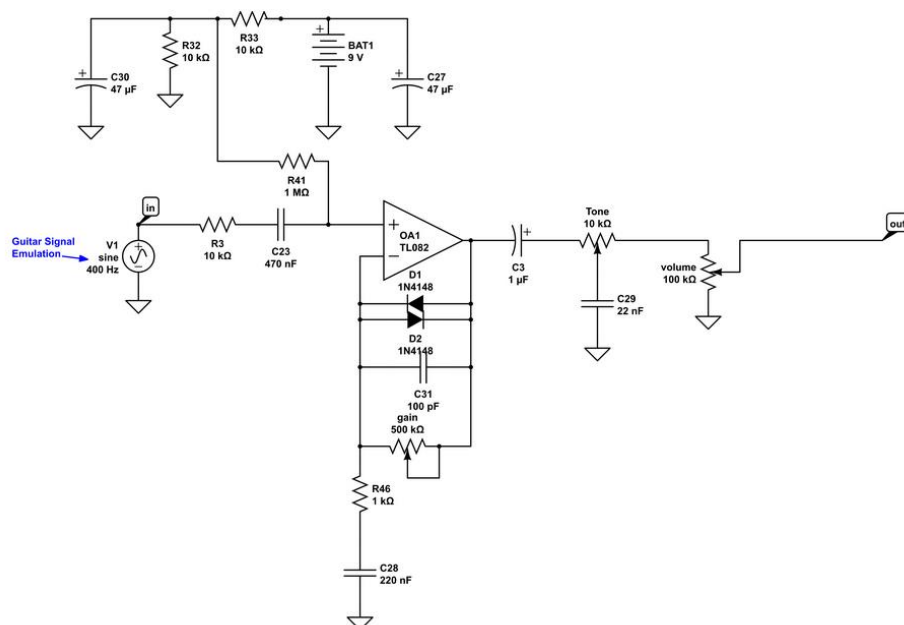 R32
10 kΩ
R33
10 kΩ
BAT1
9 V
C30
47 µF
C27
47 µF
R41
1 MΩ
in
Guitar Signal
Emulation
V1
sine
400 Hz
R3
10 kΩ
C23
470 nF
OA1
TL082
D1
1N4148
D2
1N4148
C31
100 pF
gain
500 kΩ
R46
1 kΩ
C28
220 nF
C3
1 µF
Tone
10 kΩ
C29
22 nF
volume
100 kΩ
out